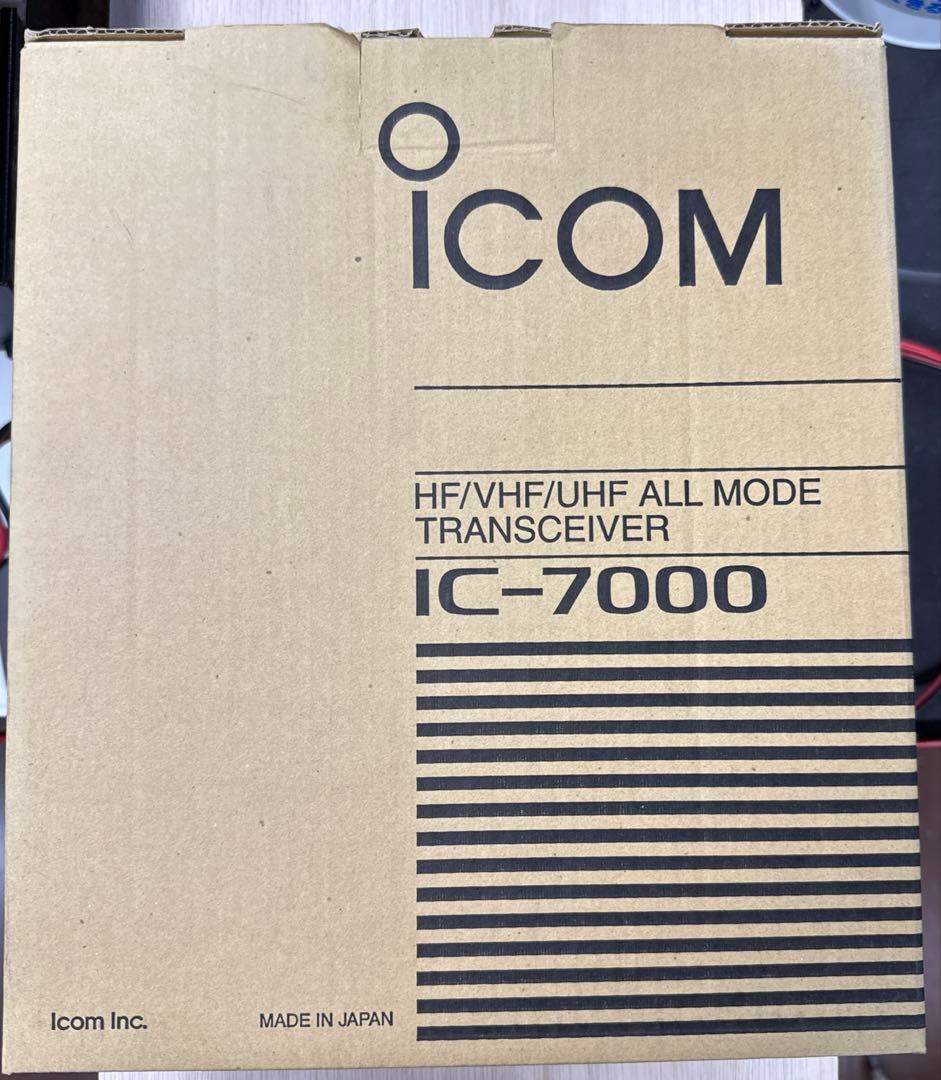 ICOM
HF/VHF/UHF ALL MODE
TRANSCEIVER
IC-7000
Icom Inc.
MADE IN JAPAN